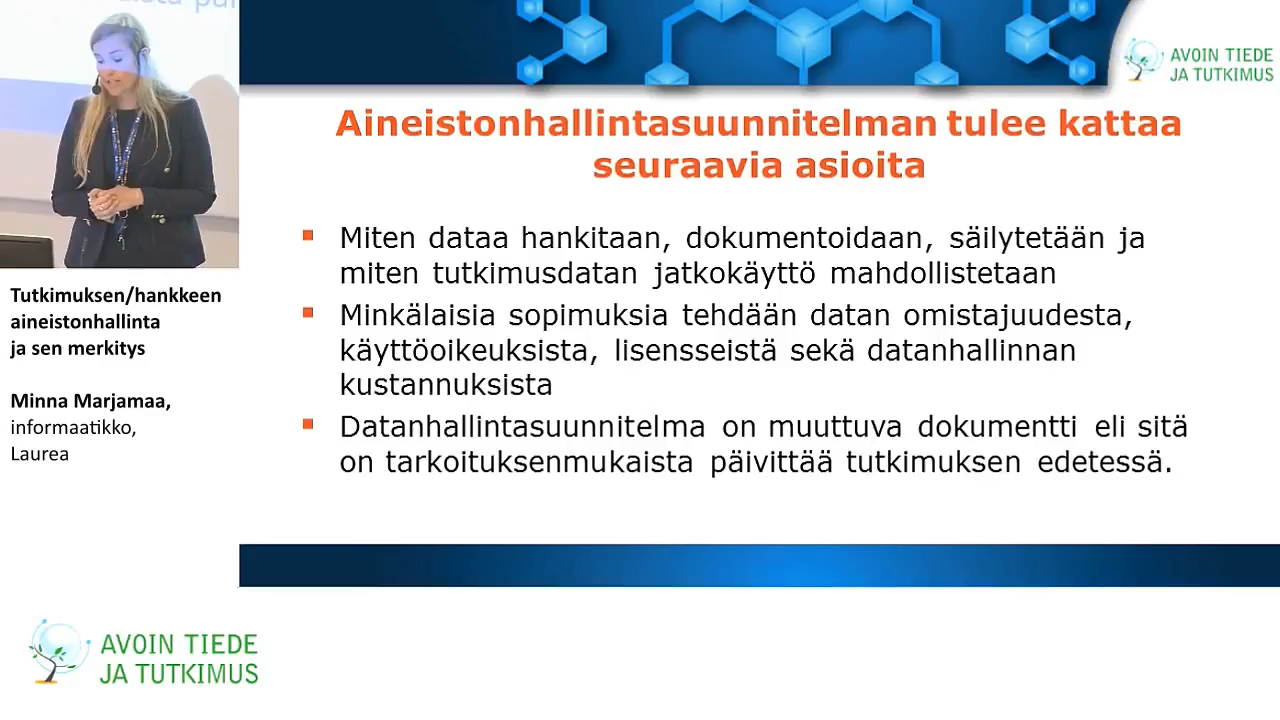 AVOIN TIEDE
JA TUTKIMUS
Aineistonhallintasuunnitelman tulee kattaa
seuraavia asioita
▪ Miten dataa hankitaan, dokumentoidaan, säilytetään ja
miten tutkimusdatan jatkokäyttö mahdollistetaan
▪ Minkälaisia sopimuksia tehdään datan omistajuudesta,
käyttöoikeuksista, lisensseistä sekä datanhallinnan
kustannuksista
▪ Datanhallintasuunnitelma on muuttuva dokumentti eli sitä
on tarkoituksenmukaista päivittää tutkimuksen edetessä.
Tutkimuksen/hankkeen
aineistonhallinta
ja sen merkitys
Minna Marjamaa,
informaatikko,
Laurea
AVOIN TIEDE
JA TUTKIMUS